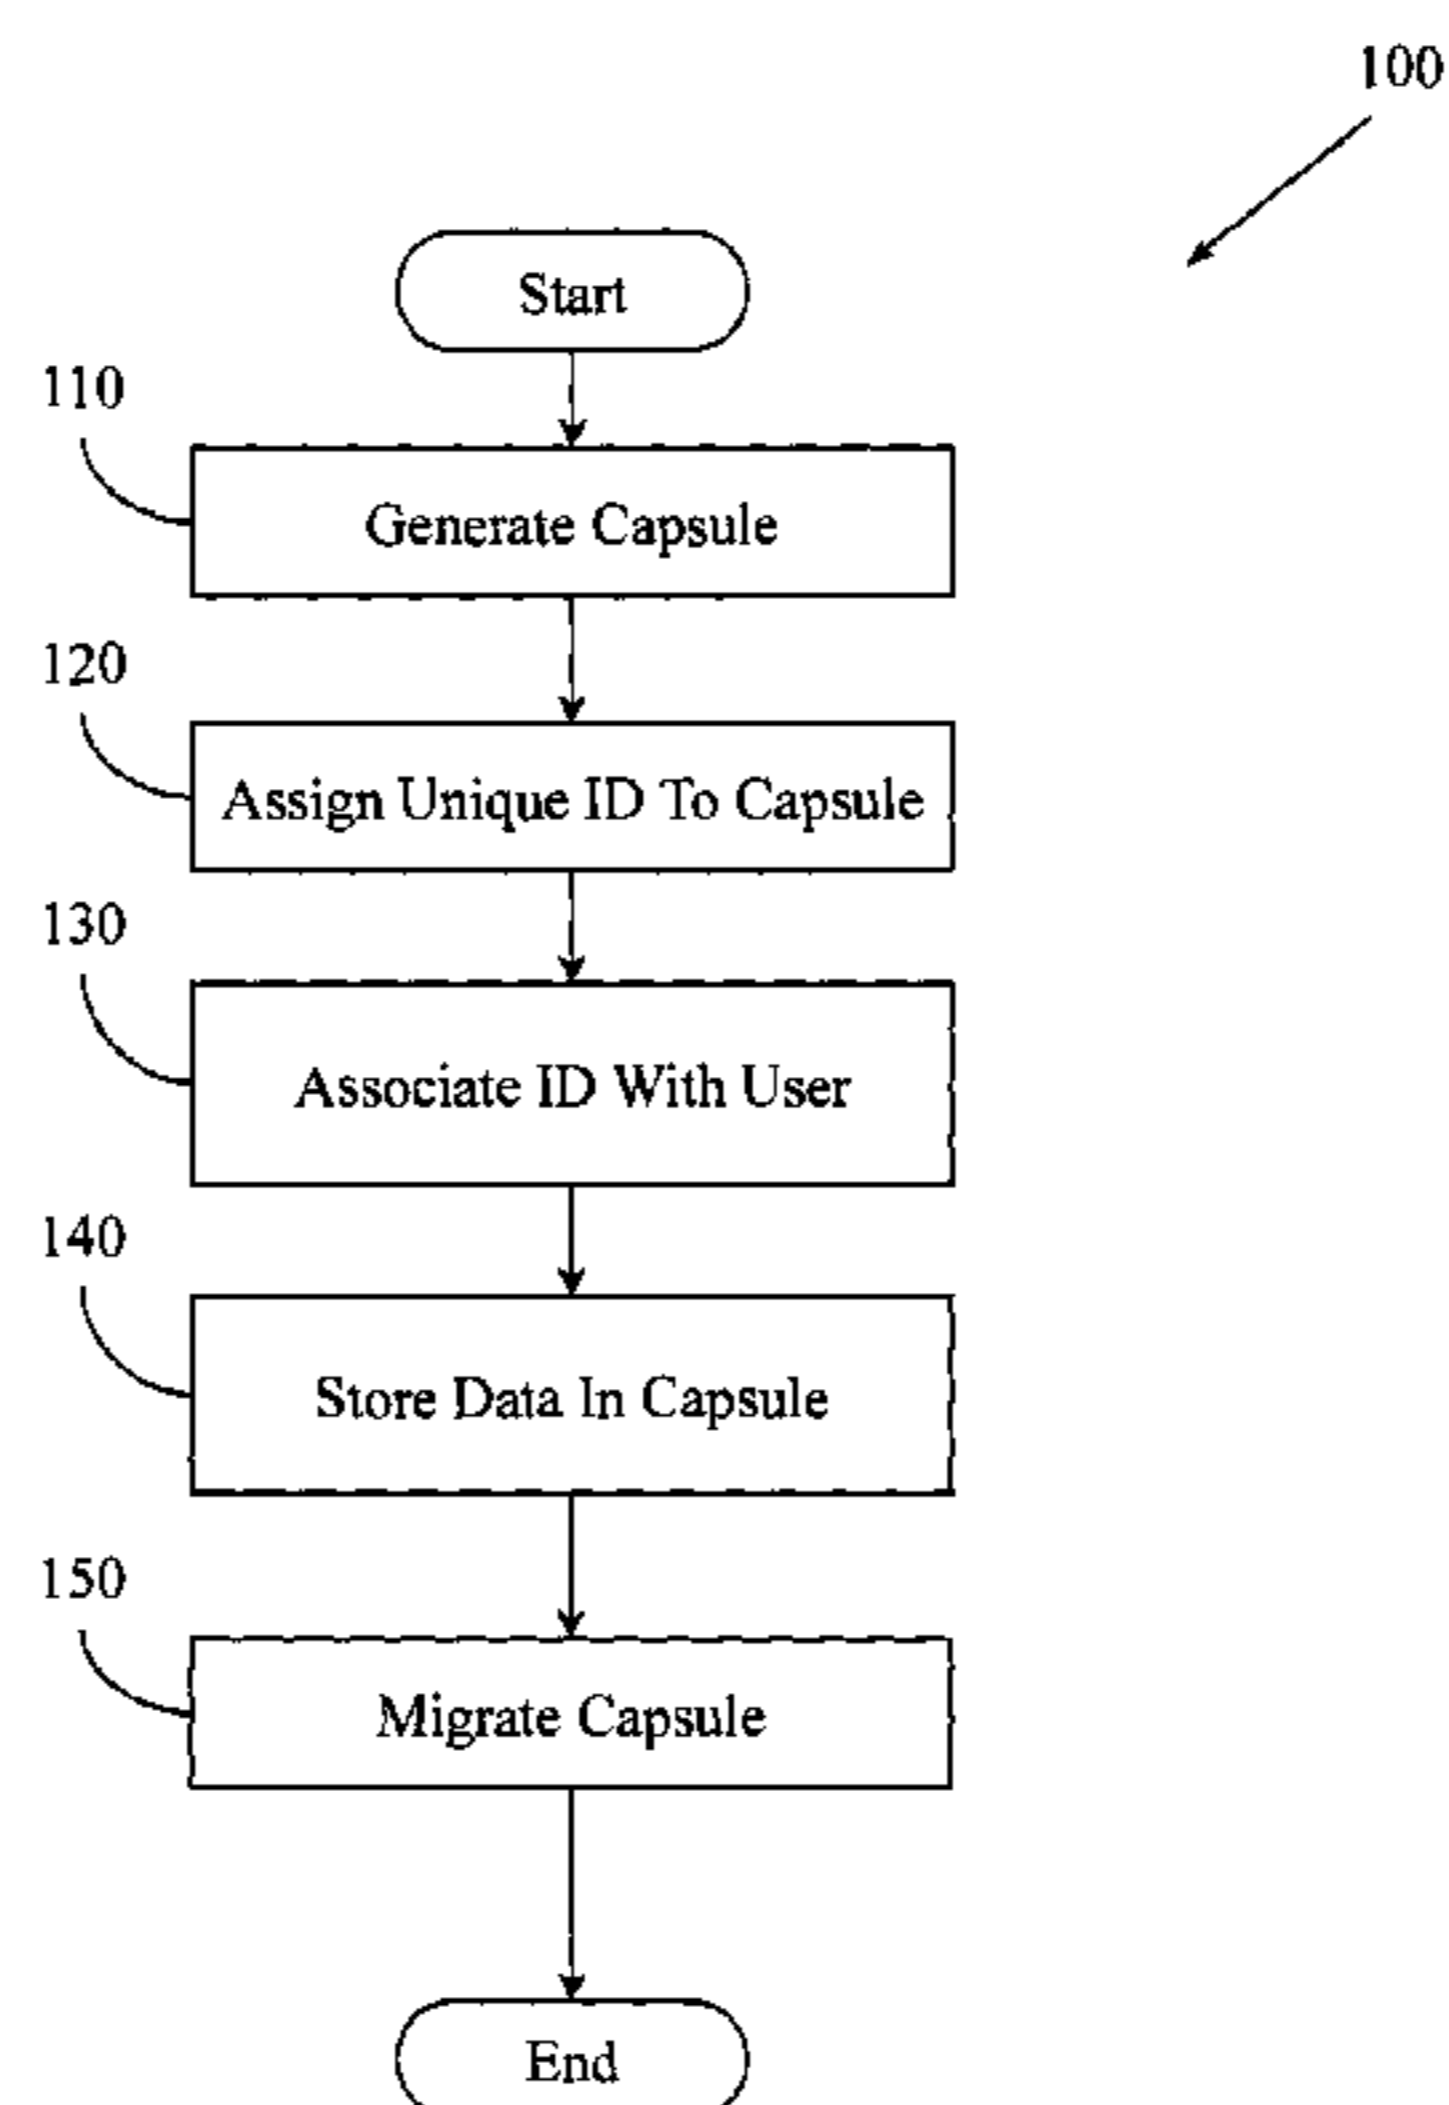 100
Start
110
Generate Capsule
120
Assign Unique ID To Capsule
130
Associate ID With User
140
Store Data In Capsule
150
Migrate Capsule
End